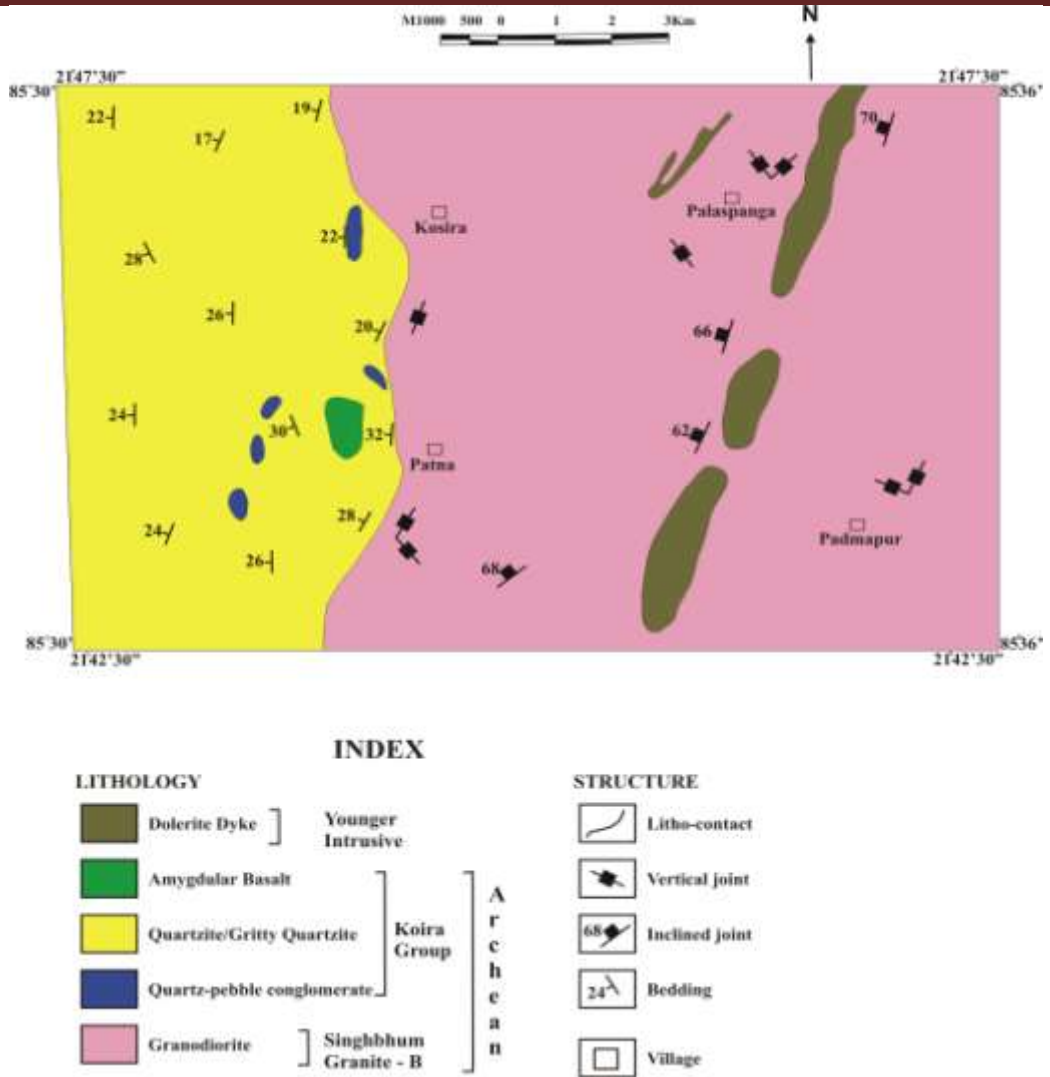 M1000 500 0 1 2 3Km
N
21°47'30"
21°47'30"
85°30'
85°36'
22
19
17
70
Palaspanga
Kosira
22
28
26
20
66
24
30
32
62
Patna
28
24
Padmapur
26
68
85°30'
85°36'
21°42'30"
21°42'30"
INDEX
LITHOLOGY
Dolerite Dyke
Younger
Intrusive
Amygdular Basalt
Quartzite/Gritty Quartzite
Koira
Group
Quartz-pebble conglomerate
Archean
Granodiorite
Singhbhum
Granite - B
STRUCTURE
Litho-contact
Vertical joint
68
Inclined joint
24
Bedding
Village